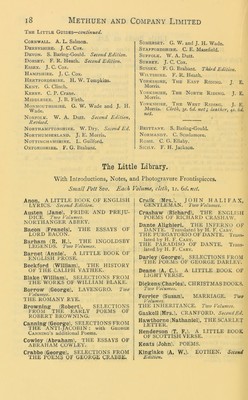 18 METHUEN AND COMPANY LIMITED
THE LITTLE GUIDES—continued.
CORNWALL. A. L. Salmon.
DERBYSHIRE. J. C. Cox.
DEVON. S. Baring-Gould. Second Edition.
DORSET. F. R. Heath. Second Edition.
ESSEX. J. C. Cox.
HAMPSHIRE. J. C. Cox.
HERTFORDSHIRE. H. W. Tompkins.
KENT. G. Clinch.
KERRY. C. P. Crane.
MIDDLESEX. J. B. Firth.
MONMOUTHSHIRE. G. W. Wade and J. H. Wade.
NORFOLK. W. A. Dutt. Second Edition, Revised.
NORTHAMPTONSHIRE. W. Dry. Second Ed.
NORTHUMBERLAND. J. E. Morris.
NOTTINGHAMSHIRE. L. Guilford.
OXFORDSHIRE. F. G. Brabant.
SOMERSET. G. W. and J. H. Wade.
STAFFORDSHIRE. C. E. Masefield.
SUFFOLK. W. A. Dutt.
SURREY. J. C. Cox.
SUSSEX. F. G. Brabant. Third Edition.
WILTSHIRE. F. R. Heath.
YORKSHIRE, THE EAST RIDING. J. E. Morris.
YORKSHIRE, THE NORTH RIDING. J. E. Morris.
YORKSHIRE, THE WEST RIDING. J. E. Morris. Cloth, 3s. 6d. net; leather, 4s. 6d. net.
BRITTANY. S. Baring-Gould.
NORMANDY. C. Scudamore.
ROME. C. G. Ellaby.
SICILY. F. H. Jackson.
The Little Library.
With Introductions, Notes, and Photogravure Frontispieces.
Small Pott 8vo. Each Volume, cloth, 1s. 6d. net.
Anon. A LITTLE BOOK OF ENGLISH LYRICS. Second Edition.
Austen (Jane). PRIDE AND PREJUDICE. Two Volumes.
NORTHANGER ABBEY.
Bacon (Francis). THE ESSAYS OF LORD BACON.
Barham (R. H.). THE INGOLDSBY LEGENDS. Two Volumes.
Barnet (Annie). A LITTLE BOOK OF ENGLISH PROSE.
Beckford (William). THE HISTORY OF THE CALIPH VATHEK.
Blake (William). SELECTIONS FROM THE WORKS OF WILLIAM BLAKE.
Borrow (George). LAVENGRO. Two Volumes.
THE ROMANY RYE.
Browning (Robert). SELECTIONS FROM THE EARLY POEMS OF ROBERT BROWNING.
Canning (George). SELECTIONS FROM THE ANTI-JACOBIN: with George Canning's additional Poems.
Cowley (Abraham). THE ESSAYS OF ABRAHAM COWLEY.
Crabbe (George). SELECTIONS FROM THE POEMS OF GEORGE CRABBE.
Craik (Mrs.). JOHN HALIFAX, GENTLEMAN. Two Volumes.
Crashaw (Richard). THE ENGLISH POEMS OF RICHARD CRASHAW.
Dante Alighieri. THE INFERNO OF DANTE. Translated by H. F. CARY.
THE PURGATORIO OF DANTE. Translated by H. F. CARY.
THE PARADISO OF DANTE. Translated by H. F. CARY.
Darley (George). SELECTIONS FROM THE POEMS OF GEORGE DARLEY.
Deane (A. C.). A LITTLE BOOK OF LIGHT VERSE.
Dickens (Charles). CHRISTMAS BOOKS. Two Volumes.
Ferrier (Susan). MARRIAGE. Two Volumes.
THE INHERITANCE. Two Volumes.
Gaskell (Mrs.). CRANFORD. Second Ed.
Hawthorne (Nathaniel). THE SCARLET LETTER.
Henderson (T. F.). A LITTLE BOOK OF SCOTTISH VERSE.
Keats (John). POEMS.
Kinglake (A. W.). EOTHEN. Second Edition.